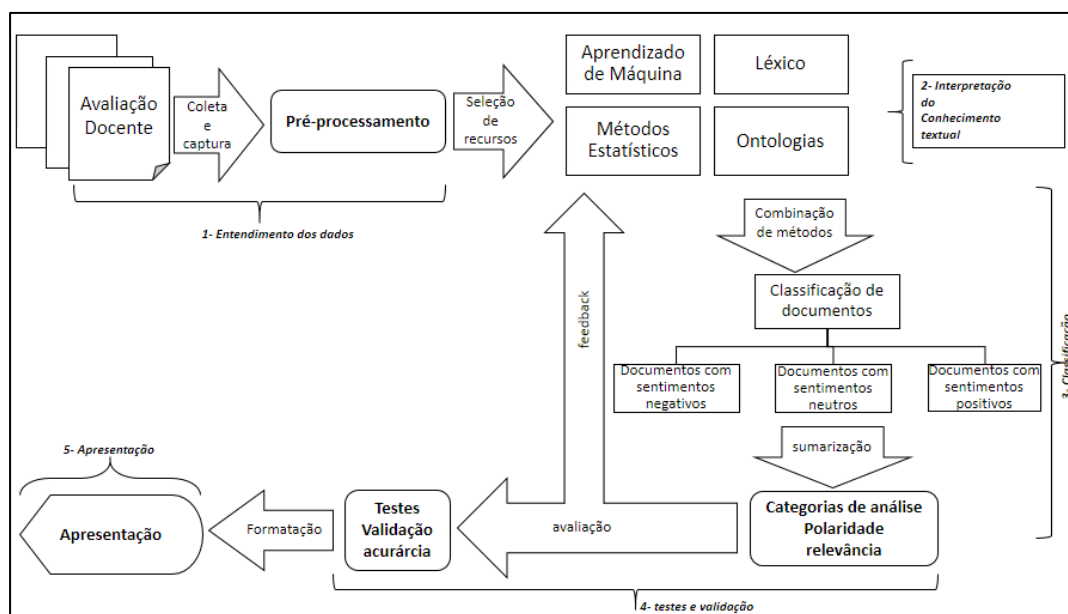 Avaliação
Docente
Coleta
e
captura
Pré-processamento
Seleção
de
recursos
Aprendizado
de Máquina
Léxico
Métodos
Estatísticos
Ontologias
2- Interpretação
do
Conhecimento
textual
1- Entendimento dos dados
Combinação
de métodos
Classificação de
documentos
Documentos com
sentimentos
negativos
Documentos com
sentimentos
neutros
Documentos com
sentimentos
positivos
3- Classificação
feedback
sumarização
5- Apresentação
Apresentação
Formatação
Testes
Validação
acurárcia
avaliação
Categorias de análise
Polaridade
relevância
4- testes e validação